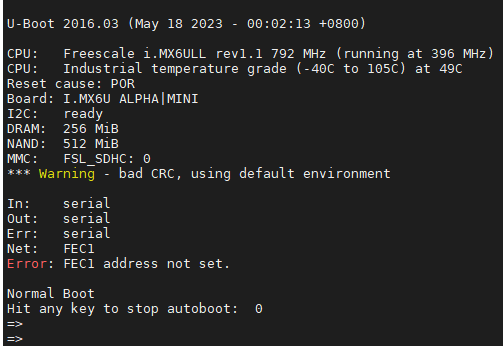 U-Boot 2016.03 (May 18 2023 - 00:02:13 +0800)
CPU:   Freescale i.MX6ULL rev1.1 792 MHz (running at 396 MHz)
CPU:   Industrial temperature grade (-40C to 105C) at 49C
Reset cause: POR
Board: I.MX6U ALPHA|MINI
I2C:   ready
DRAM:  256 MiB
NAND:  512 MiB
MMC:   FSL_SDHC: 0
*** Warning - bad CRC, using default environment
In:    serial
Out:   serial
Err:   serial
Net:   FEC1
Error: FEC1 address not set.
Normal Boot
Hit any key to stop autoboot:  0
=>
=>